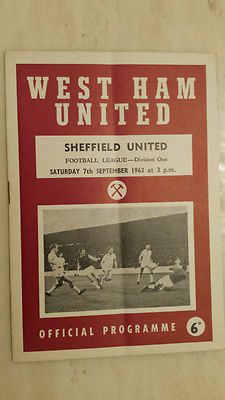 WEST HAM
UNITED
SHEFFIELD UNITED
FOOTBALL LEAGUE—Division One
SATURDAY 7th SEPTEMBER 1963 at 3 p.m.
OFFICIAL PROGRAMME
6D